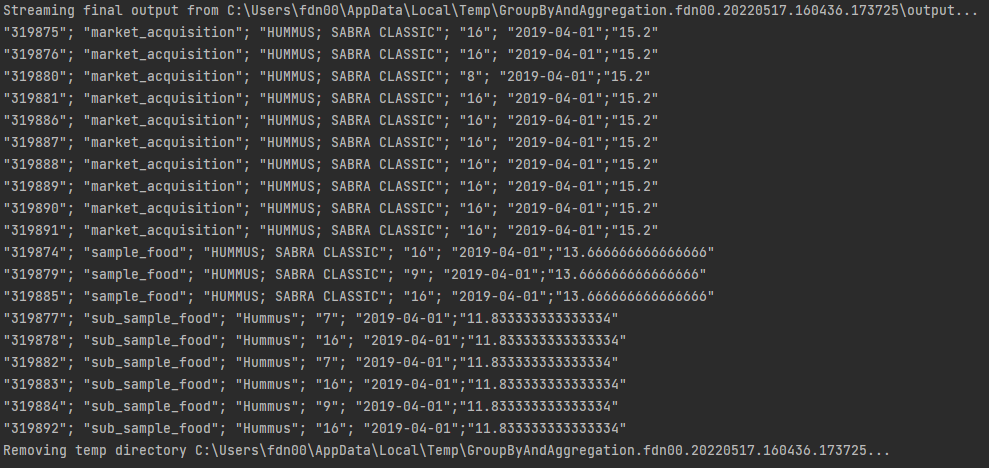 Streaming final output from C:\Users\fdn00\AppData\Local\Temp\GroupByAndAggregation.fdn00.20220517.160436.173725\output...
"319875"; "market_acquisition"; "HUMMUS; SABRA CLASSIC"; "16"; "2019-04-01";"15.2"
"319876"; "market_acquisition"; "HUMMUS; SABRA CLASSIC"; "16"; "2019-04-01";"15.2"
"319880"; "market_acquisition"; "HUMMUS; SABRA CLASSIC"; "8"; "2019-04-01";"15.2"
"319881"; "market_acquisition"; "HUMMUS; SABRA CLASSIC"; "16"; "2019-04-01";"15.2"
"319886"; "market_acquisition"; "HUMMUS; SABRA CLASSIC"; "16"; "2019-04-01";"15.2"
"319887"; "market_acquisition"; "HUMMUS; SABRA CLASSIC"; "16"; "2019-04-01";"15.2"
"319888"; "market_acquisition"; "HUMMUS; SABRA CLASSIC"; "16"; "2019-04-01";"15.2"
"319889"; "market_acquisition"; "HUMMUS; SABRA CLASSIC"; "16"; "2019-04-01";"15.2"
"319890"; "market_acquisition"; "HUMMUS; SABRA CLASSIC"; "16"; "2019-04-01";"15.2"
"319891"; "market_acquisition"; "HUMMUS; SABRA CLASSIC"; "16"; "2019-04-01";"15.2"
"319874"; "sample_food"; "HUMMUS; SABRA CLASSIC"; "16"; "2019-04-01";"13.666666666666666"
"319879"; "sample_food"; "HUMMUS; SABRA CLASSIC"; "9"; "2019-04-01";"13.666666666666666"
"319885"; "sample_food"; "HUMMUS; SABRA CLASSIC"; "16"; "2019-04-01";"13.666666666666666"
"319877"; "sub_sample_food"; "Hummus"; "7"; "2019-04-01";"11.833333333333334"
"319878"; "sub_sample_food"; "Hummus"; "16"; "2019-04-01";"11.833333333333334"
"319882"; "sub_sample_food"; "Hummus"; "7"; "2019-04-01";"11.833333333333334"
"319883"; "sub_sample_food"; "Hummus"; "16"; "2019-04-01";"11.833333333333334"
"319884"; "sub_sample_food"; "Hummus"; "9"; "2019-04-01";"11.833333333333334"
"319892"; "sub_sample_food"; "Hummus"; "16"; "2019-04-01";"11.833333333333334"
Removing temp directory C:\Users\fdn00\AppData\Local\Temp\GroupByAndAggregation.fdn00.20220517.160436.173725...